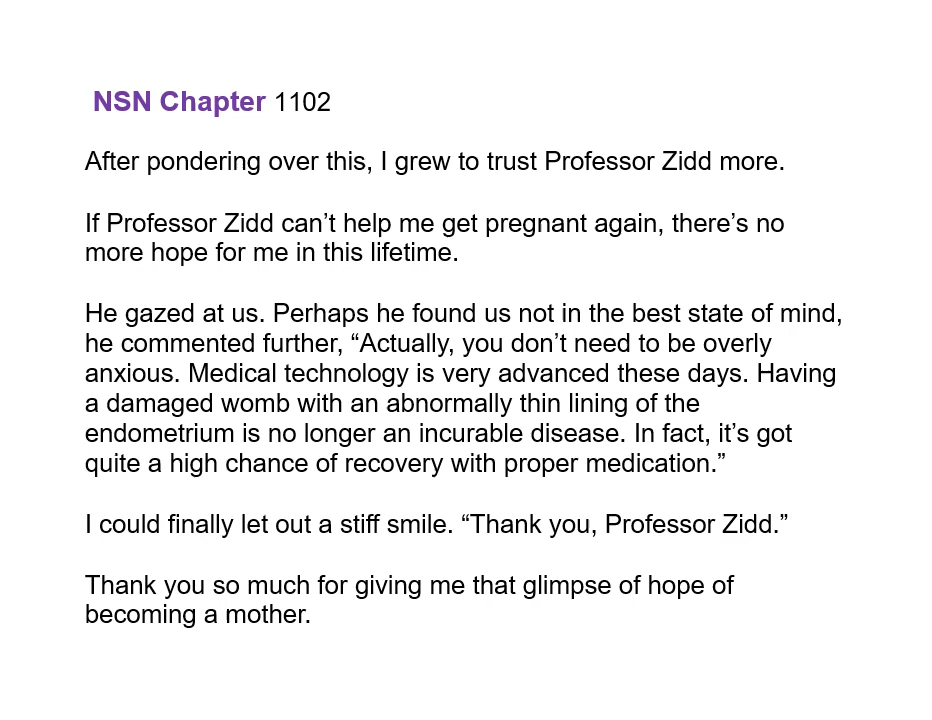 NSN Chapter 1102
After pondering over this, I grew to trust Professor Zidd more.
If Professor Zidd can’t help me get pregnant again, there’s no
more hope for me in this lifetime.
He gazed at us. Perhaps he found us not in the best state of mind,
he commented further, “Actually, you don’t need to be overly
anxious. Medical technology is very advanced these days. Having
a damaged womb with an abnormally thin lining of the
endometrium is no longer an incurable disease. In fact, it’s got
quite a high chance of recovery with proper medication.”
I could finally let out a stiff smile. “Thank you, Professor Zidd.”
Thank you so much for giving me that glimpse of hope of
becoming a mother.